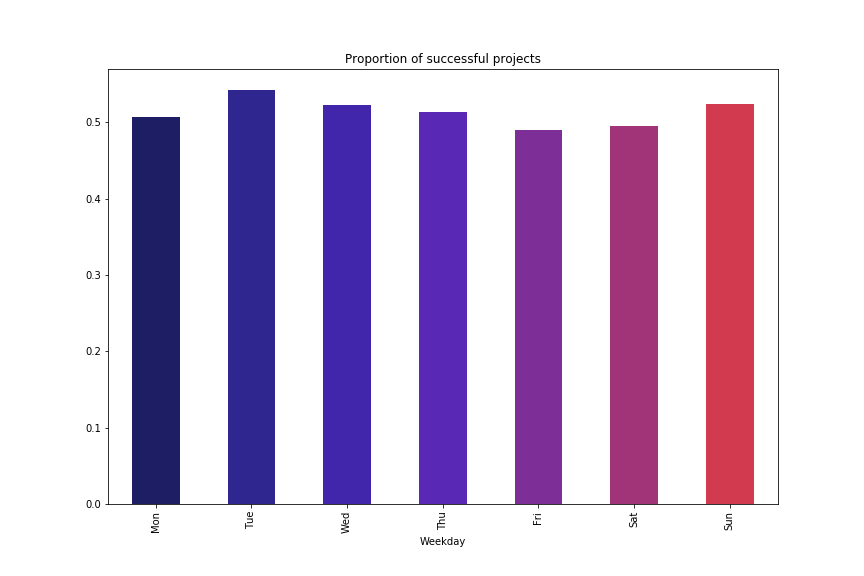 Proportion of successful projects
0.5
0.4
0.3
0.2
0.1
0.0
Mon
Tue
Wed
Thu
Fri
Sat
Sun
Weekday